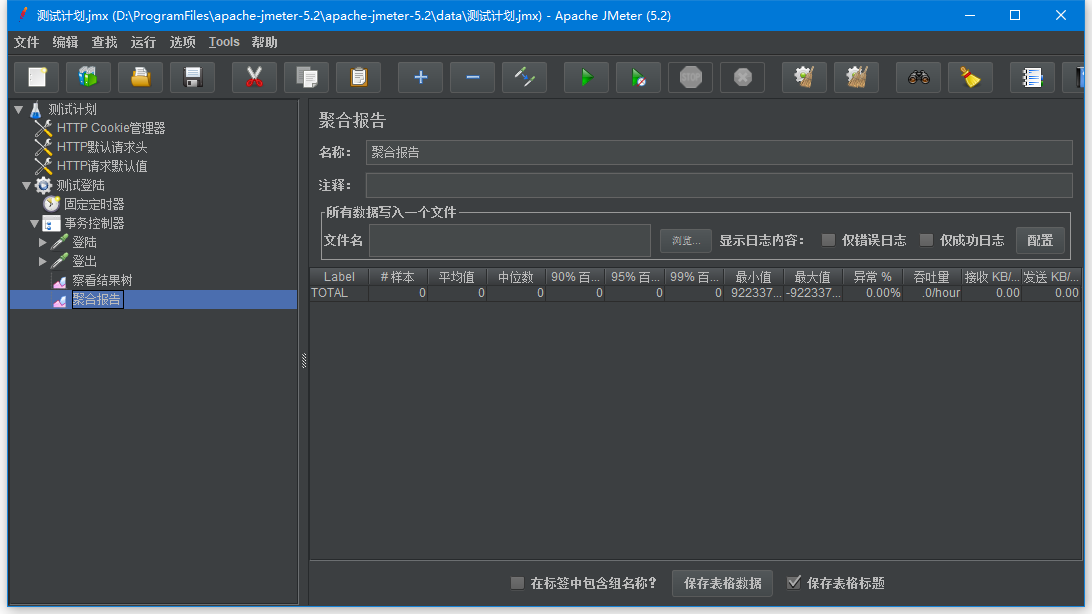 测试计划.jmx (D:\ProgramFiles\apache-jmeter-5.2\apache-jmeter-5.2\data\测试计划.jmx) - Apache JMeter (5.2)
文件 编辑 查找 运行 选项 Tools 帮助
STOP
测试计划
HTTP Cookie管理器
HTTP默认请求头
HTTP请求默认值
测试登陆
固定定时器
事务控制器
登陆
登出
察看结果树
聚合报告
聚合报告
名称： 聚合报告
注释：
所有数据写入一个文件
文件名 浏览... 显示日志内容： 仅错误日志 仅成功日志 配置
Label # 样本 平均值 中位数 90% 百... 95% 百... 99% 百... 最小值 最大值 异常 % 吞吐量 接收 KB/... 发送 KB/...
TOTAL 0 0 0 0 0 0 922337... -922337... 0.00% .0/hour 0.00 0.00
在标签中包含组名称? 保存表格数据 保存表格标题